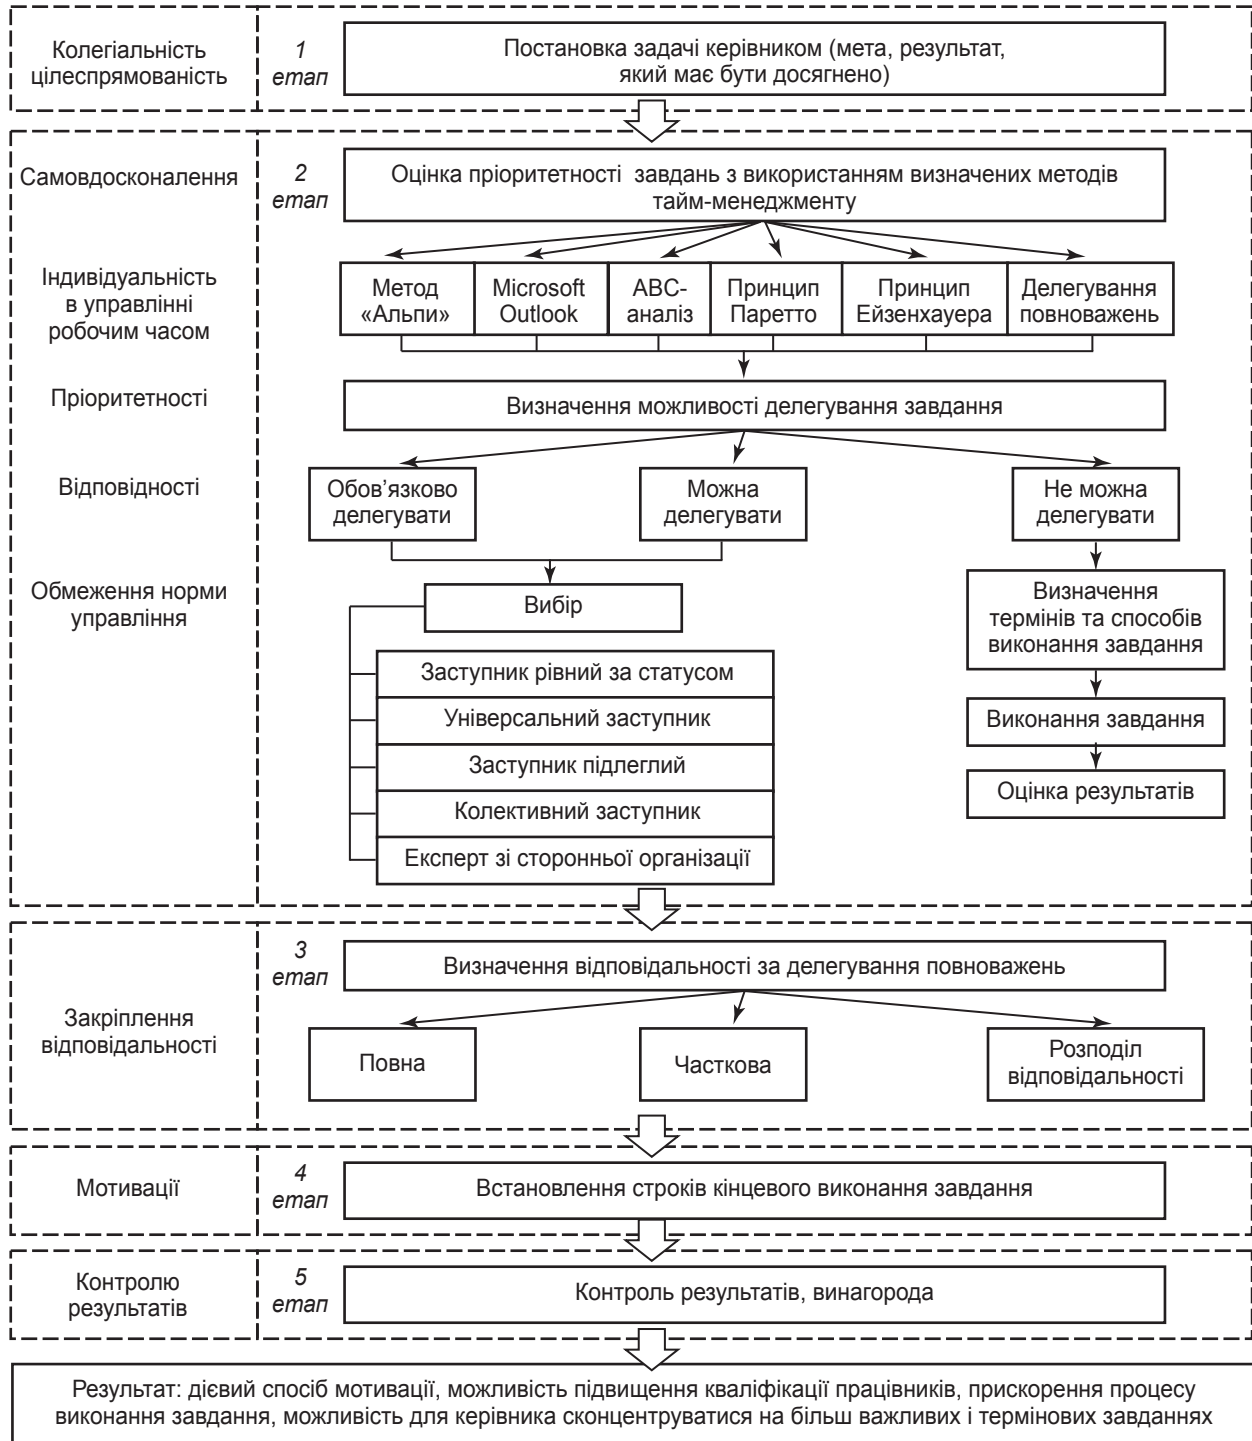 Колегіальність
цілеспрямованість
1
етап
Постановка задачі керівником (мета, результат,
який має бути досягнено)
Самовдосконалення
2
етап
Оцінка пріоритетності завдань з використанням визначених методів
тайм-менеджменту
Індивідуальність
в управлінні
робочим часом
Метод
«Альпи»
Microsoft
Outlook
АВС-
аналіз
Принцип
Паретто
Принцип
Ейзенхауера
Делегування
повноважень
Пріоритетності
Визначення можливості делегування завдання
Відповідності
Обов’язково
делегувати
Можна
делегувати
Не можна
делегувати
Обмеження норми
управління
Вибір
Визначення
термінів та способів
виконання завдання
Заступник рівний за статусом
Універсальний заступник
Заступник підлеглий
Колективний заступник
Експерт зі сторонньої організації
Виконання завдання
Оцінка результатів
Закріплення
відповідальності
3
етап
Визначення відповідальності за делегування повноважень
Повна
Часткова
Розподіл
відповідальності
Мотивації
4
етап
Встановлення строків кінцевого виконання завдання
Контролю
результатів
5
етап
Контроль результатів, винагорода
Результат: дієвий спосіб мотивації, можливість підвищення кваліфікації працівників, прискорення процесу
виконання завдання, можливість для керівника сконцентруватися на більш важливих і термінових завданнях